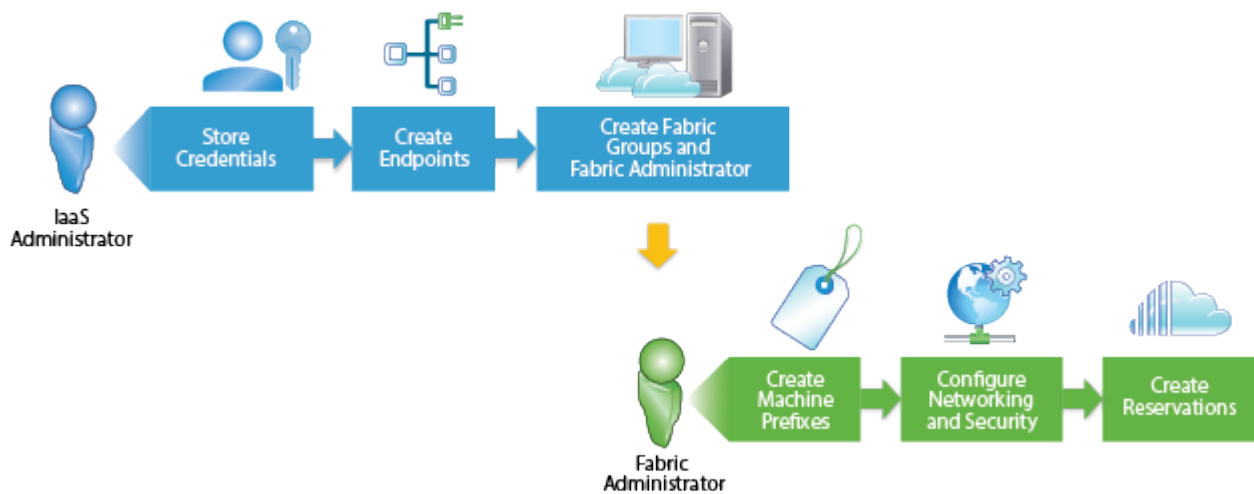 Store
Credentials
Create
Endpoints
Create Fabric
Groups and
Fabric Administrator
IaaS
Administrator
Create
Machine
Prefixes
Configure
Networking
and Security
Create
Reservations
Fabric
Administrator